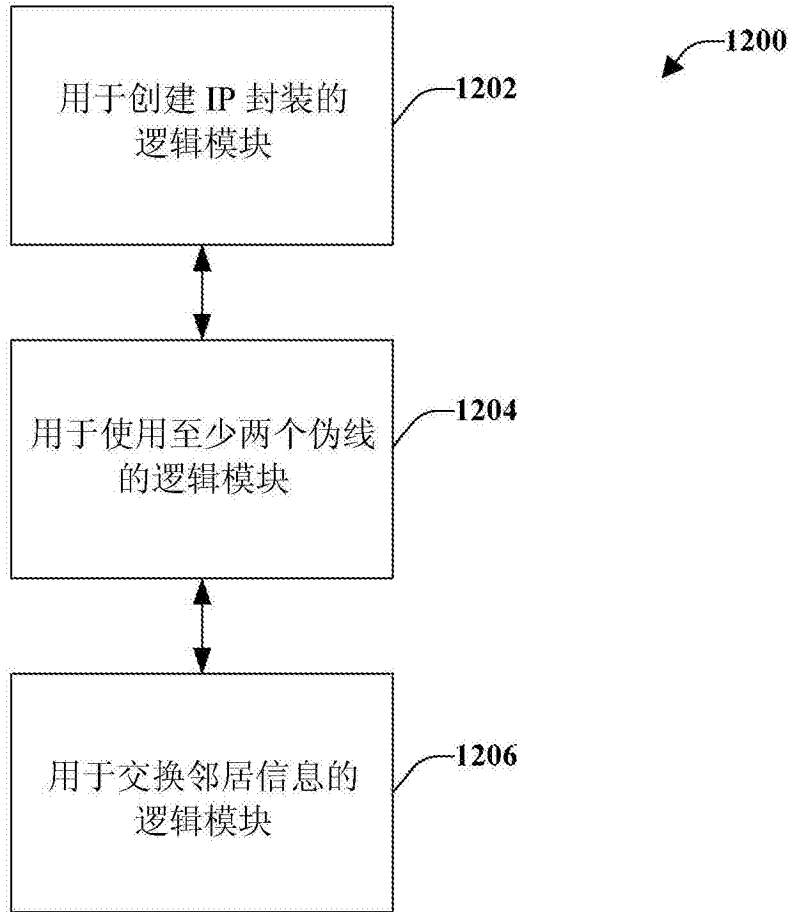 1200
用于创建 IP 封装的
逻辑模块
1202
用于使用至少两个伪线
的逻辑模块
1204
用于交换邻居信息的
逻辑模块
1206